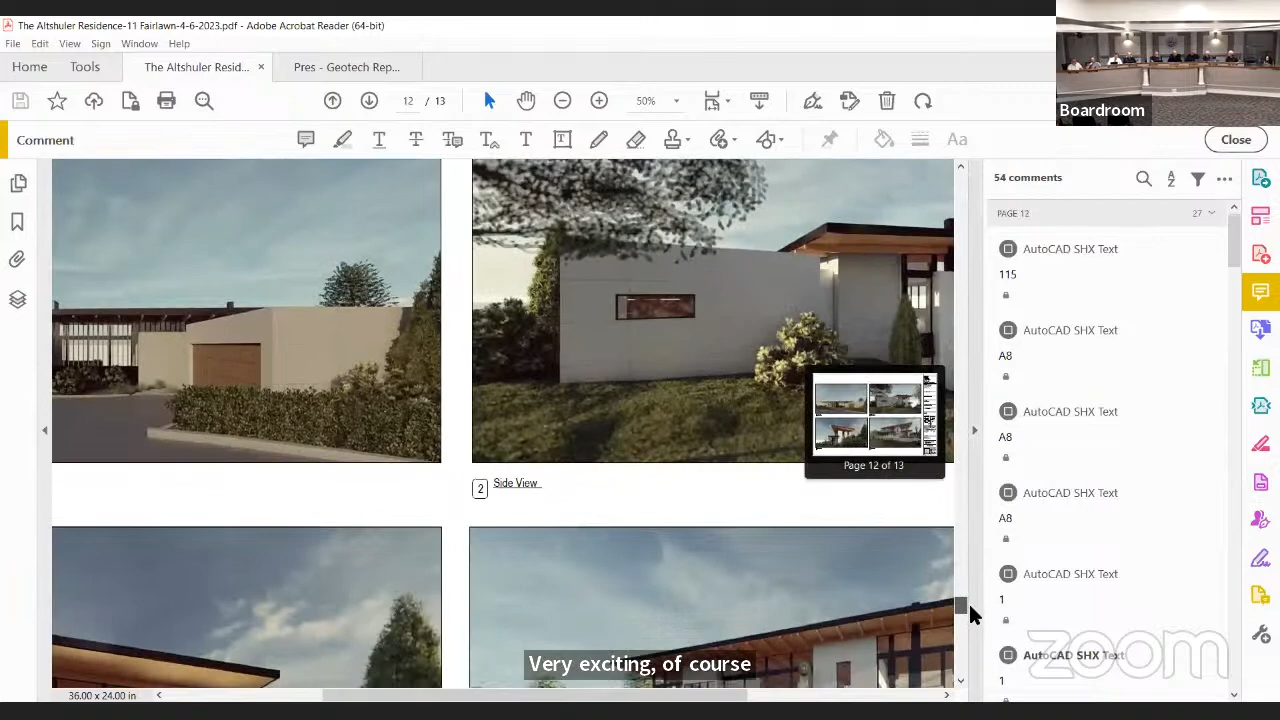 The Altshuler Residence-11 Fairlawn-4-6-2023.pdf - Adobe Acrobat Reader (64-bit)
File Edit View Sign Window Help
Home Tools The Altshuler Resid... × Pres - Geotech Rep...
12 / 13 50%
Boardroom
Comment Aa Close
54 comments
PAGE 12 27
AutoCAD SHX Text
115
AutoCAD SHX Text
A8
AutoCAD SHX Text
A8
AutoCAD SHX Text
A8
AutoCAD SHX Text
1
AutoCAD SHX Text
1
Page 12 of 13
2 Side View
Very exciting, of course
zoom
36.00 x 24.00 in